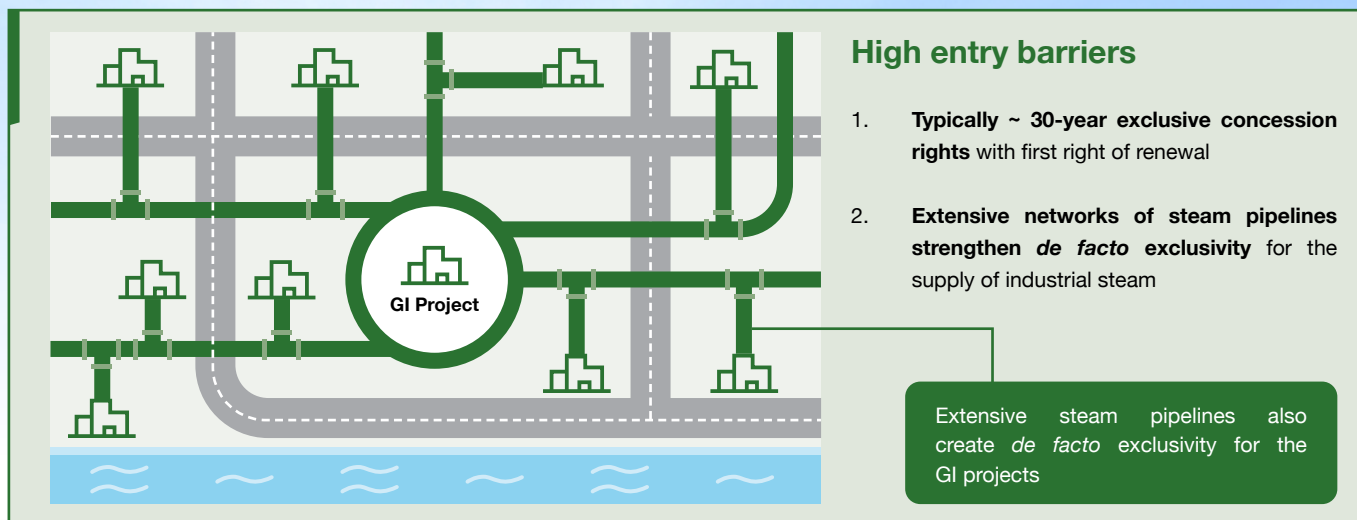 GI Project
High entry barriers
1. Typically ~ 30-year exclusive concession
rights with first right of renewal
2. Extensive networks of steam pipelines
strengthen de facto exclusivity for the
supply of industrial steam
Extensive steam pipelines also
create de facto exclusivity for the
GI projects